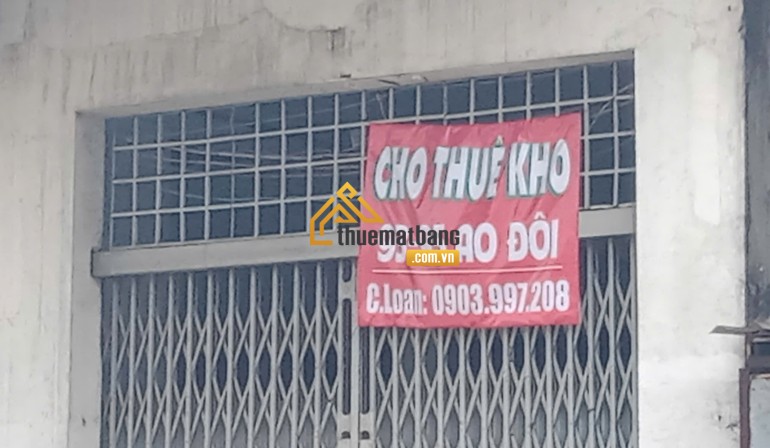 CHO THUÊ KHO
AO ĐÔI
C.Loan: 0903.997.208
thuematbang
.com.vn